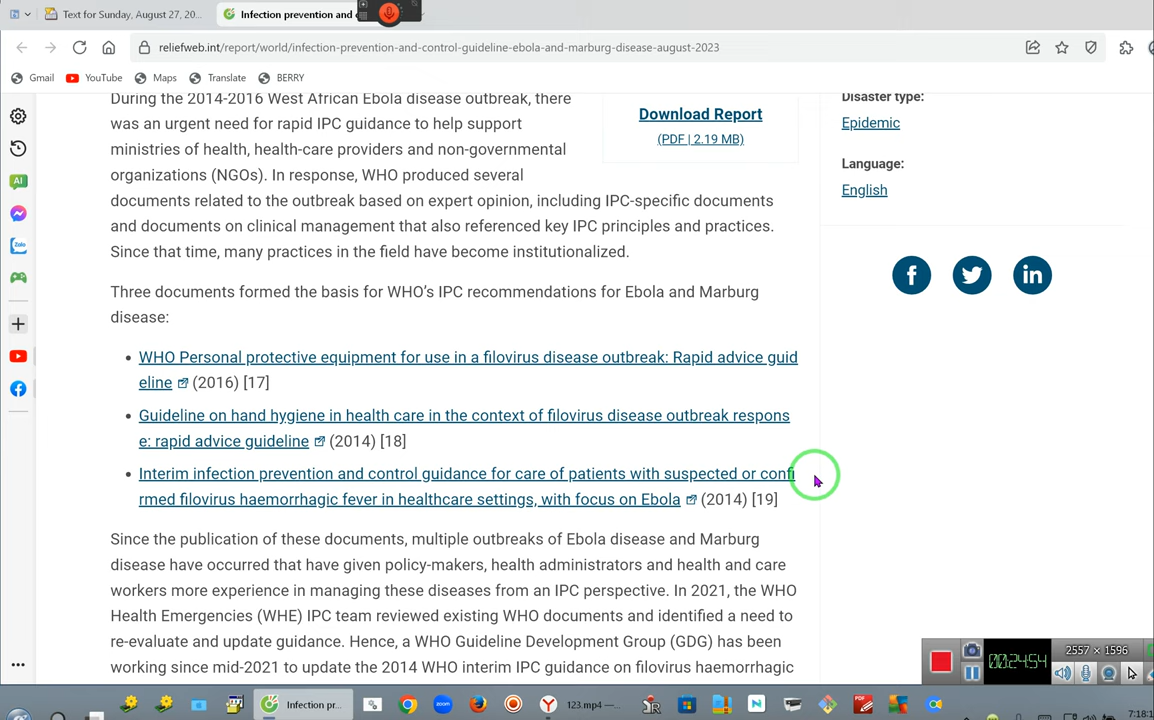 Text for Sunday, August 27, 20...
Infection prevention and
reliefweb.int/report/world/infection-prevention-and-control-guideline-ebola-and-marburg-disease-august-2023
Gmail
YouTube
Maps
Translate
BERRY
During the 2014-2016 West African Ebola disease outbreak, there
was an urgent need for rapid IPC guidance to help support
ministries of health, health-care providers and non-governmental
organizations (NGOs). In response, WHO produced several
documents related to the outbreak based on expert opinion, including IPC-specific documents
and documents on clinical management that also referenced key IPC principles and practices.
Since that time, many practices in the field have become institutionalized.
Download Report
(PDF | 2.19 MB)
Three documents formed the basis for WHO’s IPC recommendations for Ebola and Marburg
disease:
• WHO Personal protective equipment for use in a filovirus disease outbreak: Rapid advice guid
eline (2016) [17]
• Guideline on hand hygiene in health care in the context of filovirus disease outbreak respons
e: rapid advice guideline (2014) [18]
• Interim infection prevention and control guidance for care of patients with suspected or confi
rmed filovirus haemorrhagic fever in healthcare settings, with focus on Ebola (2014) [19]
Since the publication of these documents, multiple outbreaks of Ebola disease and Marburg
disease have occurred that have given policy-makers, health administrators and health and care
workers more experience in managing these diseases from an IPC perspective. In 2021, the WHO
Health Emergencies (WHE) IPC team reviewed existing WHO documents and identified a need to
re-evaluate and update guidance. Hence, a WHO Guideline Development Group (GDG) has been
working since mid-2021 to update the 2014 WHO interim IPC guidance on filovirus haemorrhagic
Disaster type:
Epidemic
Language:
English
AI
Zalo
00:24:54
2557 × 1596
Infection pr...
zoom
123.mp4 —...
PDF
7:18:1